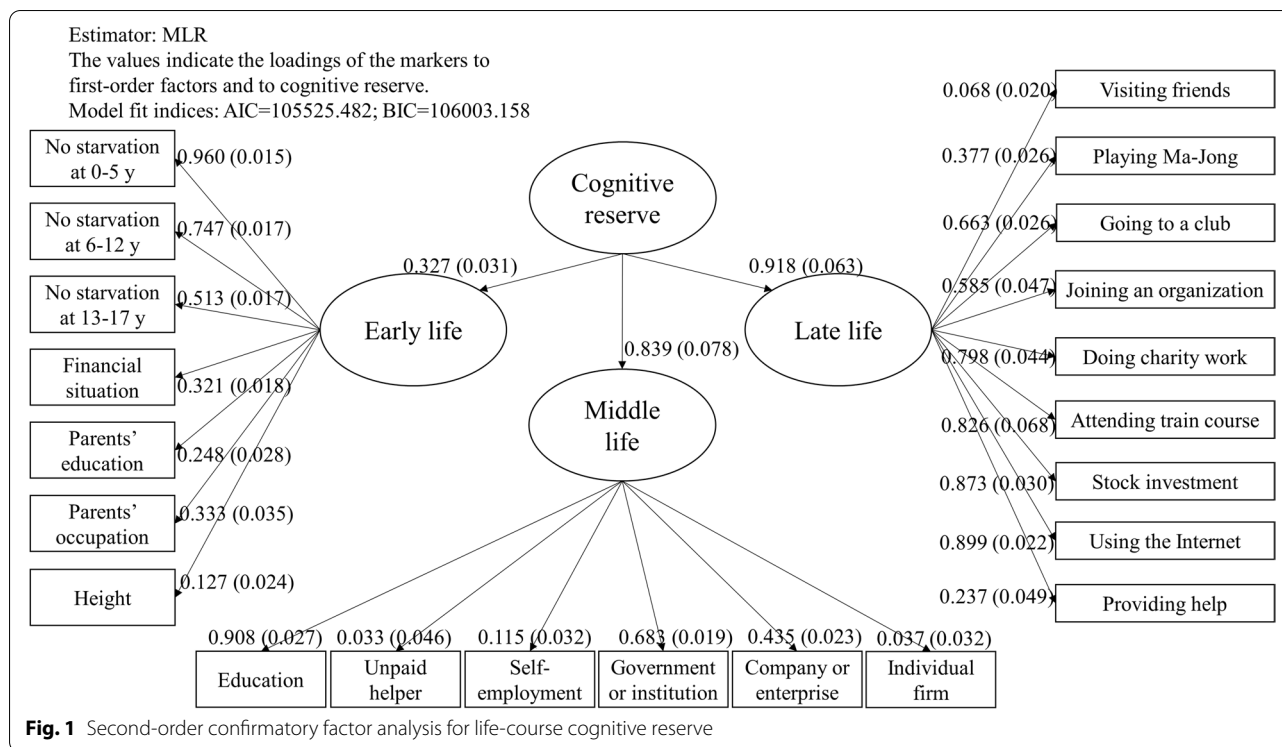 Estimator: MLR
The values indicate the loadings of the markers to
first-order factors and to cognitive reserve.
Model fit indices: AIC=105525.482; BIC=106003.158
No starvation
at 0-5 y
0.960 (0.015)
No starvation
at 6-12 y
0.747 (0.017)
No starvation
at 13-17 y
0.513 (0.017)
Financial
situation
0.321 (0.018)
Parents’
education
0.248 (0.028)
Parents’
occupation
0.333 (0.035)
Height
0.127 (0.024)
Cognitive
reserve
0.327 (0.031)
0.918 (0.063)
0.839 (0.078)
Early life
Middle
life
Late life
0.068 (0.020)
Visiting friends
0.377 (0.026)
Playing Ma-Jong
0.663 (0.026)
Going to a club
0.585 (0.047)
Joining an organization
0.798 (0.044)
Doing charity work
0.826 (0.068)
Attending train course
0.873 (0.030)
Stock investment
0.899 (0.022)
Using the Internet
0.237 (0.049)
Providing help
0.908 (0.027)
0.033 (0.046)
0.115 (0.032)
0.683 (0.019)
0.435 (0.023)
0.037 (0.032)
Education
Unpaid
helper
Self-
employment
Government
or institution
Company or
enterprise
Individual
firm
Fig. 1 Second-order confirmatory factor analysis for life-course cognitive reserve